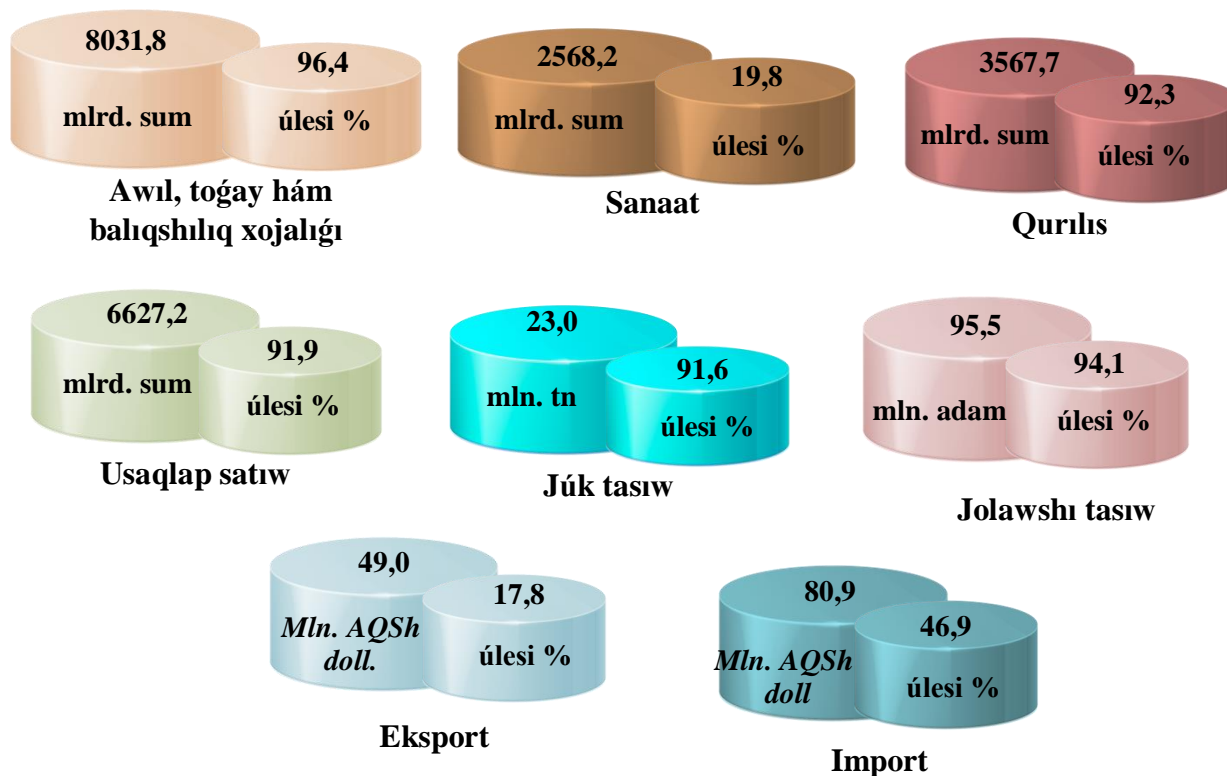 8031,8
mlrd. sum
96,4
úlesi %
Awıl, toǵay hám
balıqshılıq xojalıǵı
2568,2
mlrd. sum
19,8
úlesi %
Sanaat
3567,7
mlrd. sum
92,3
úlesi %
Qurılıs
6627,2
mlrd. sum
91,9
úlesi %
Usaqlap satıw
23,0
mln. tn
91,6
úlesi %
Júk tasıw
95,5
mln. adam
94,1
úlesi %
Jolawshı tasıw
49,0
Mln. AQSh
doll.
17,8
úlesi %
Eksport
80,9
Mln. AQSh
doll
46,9
úlesi %
Import